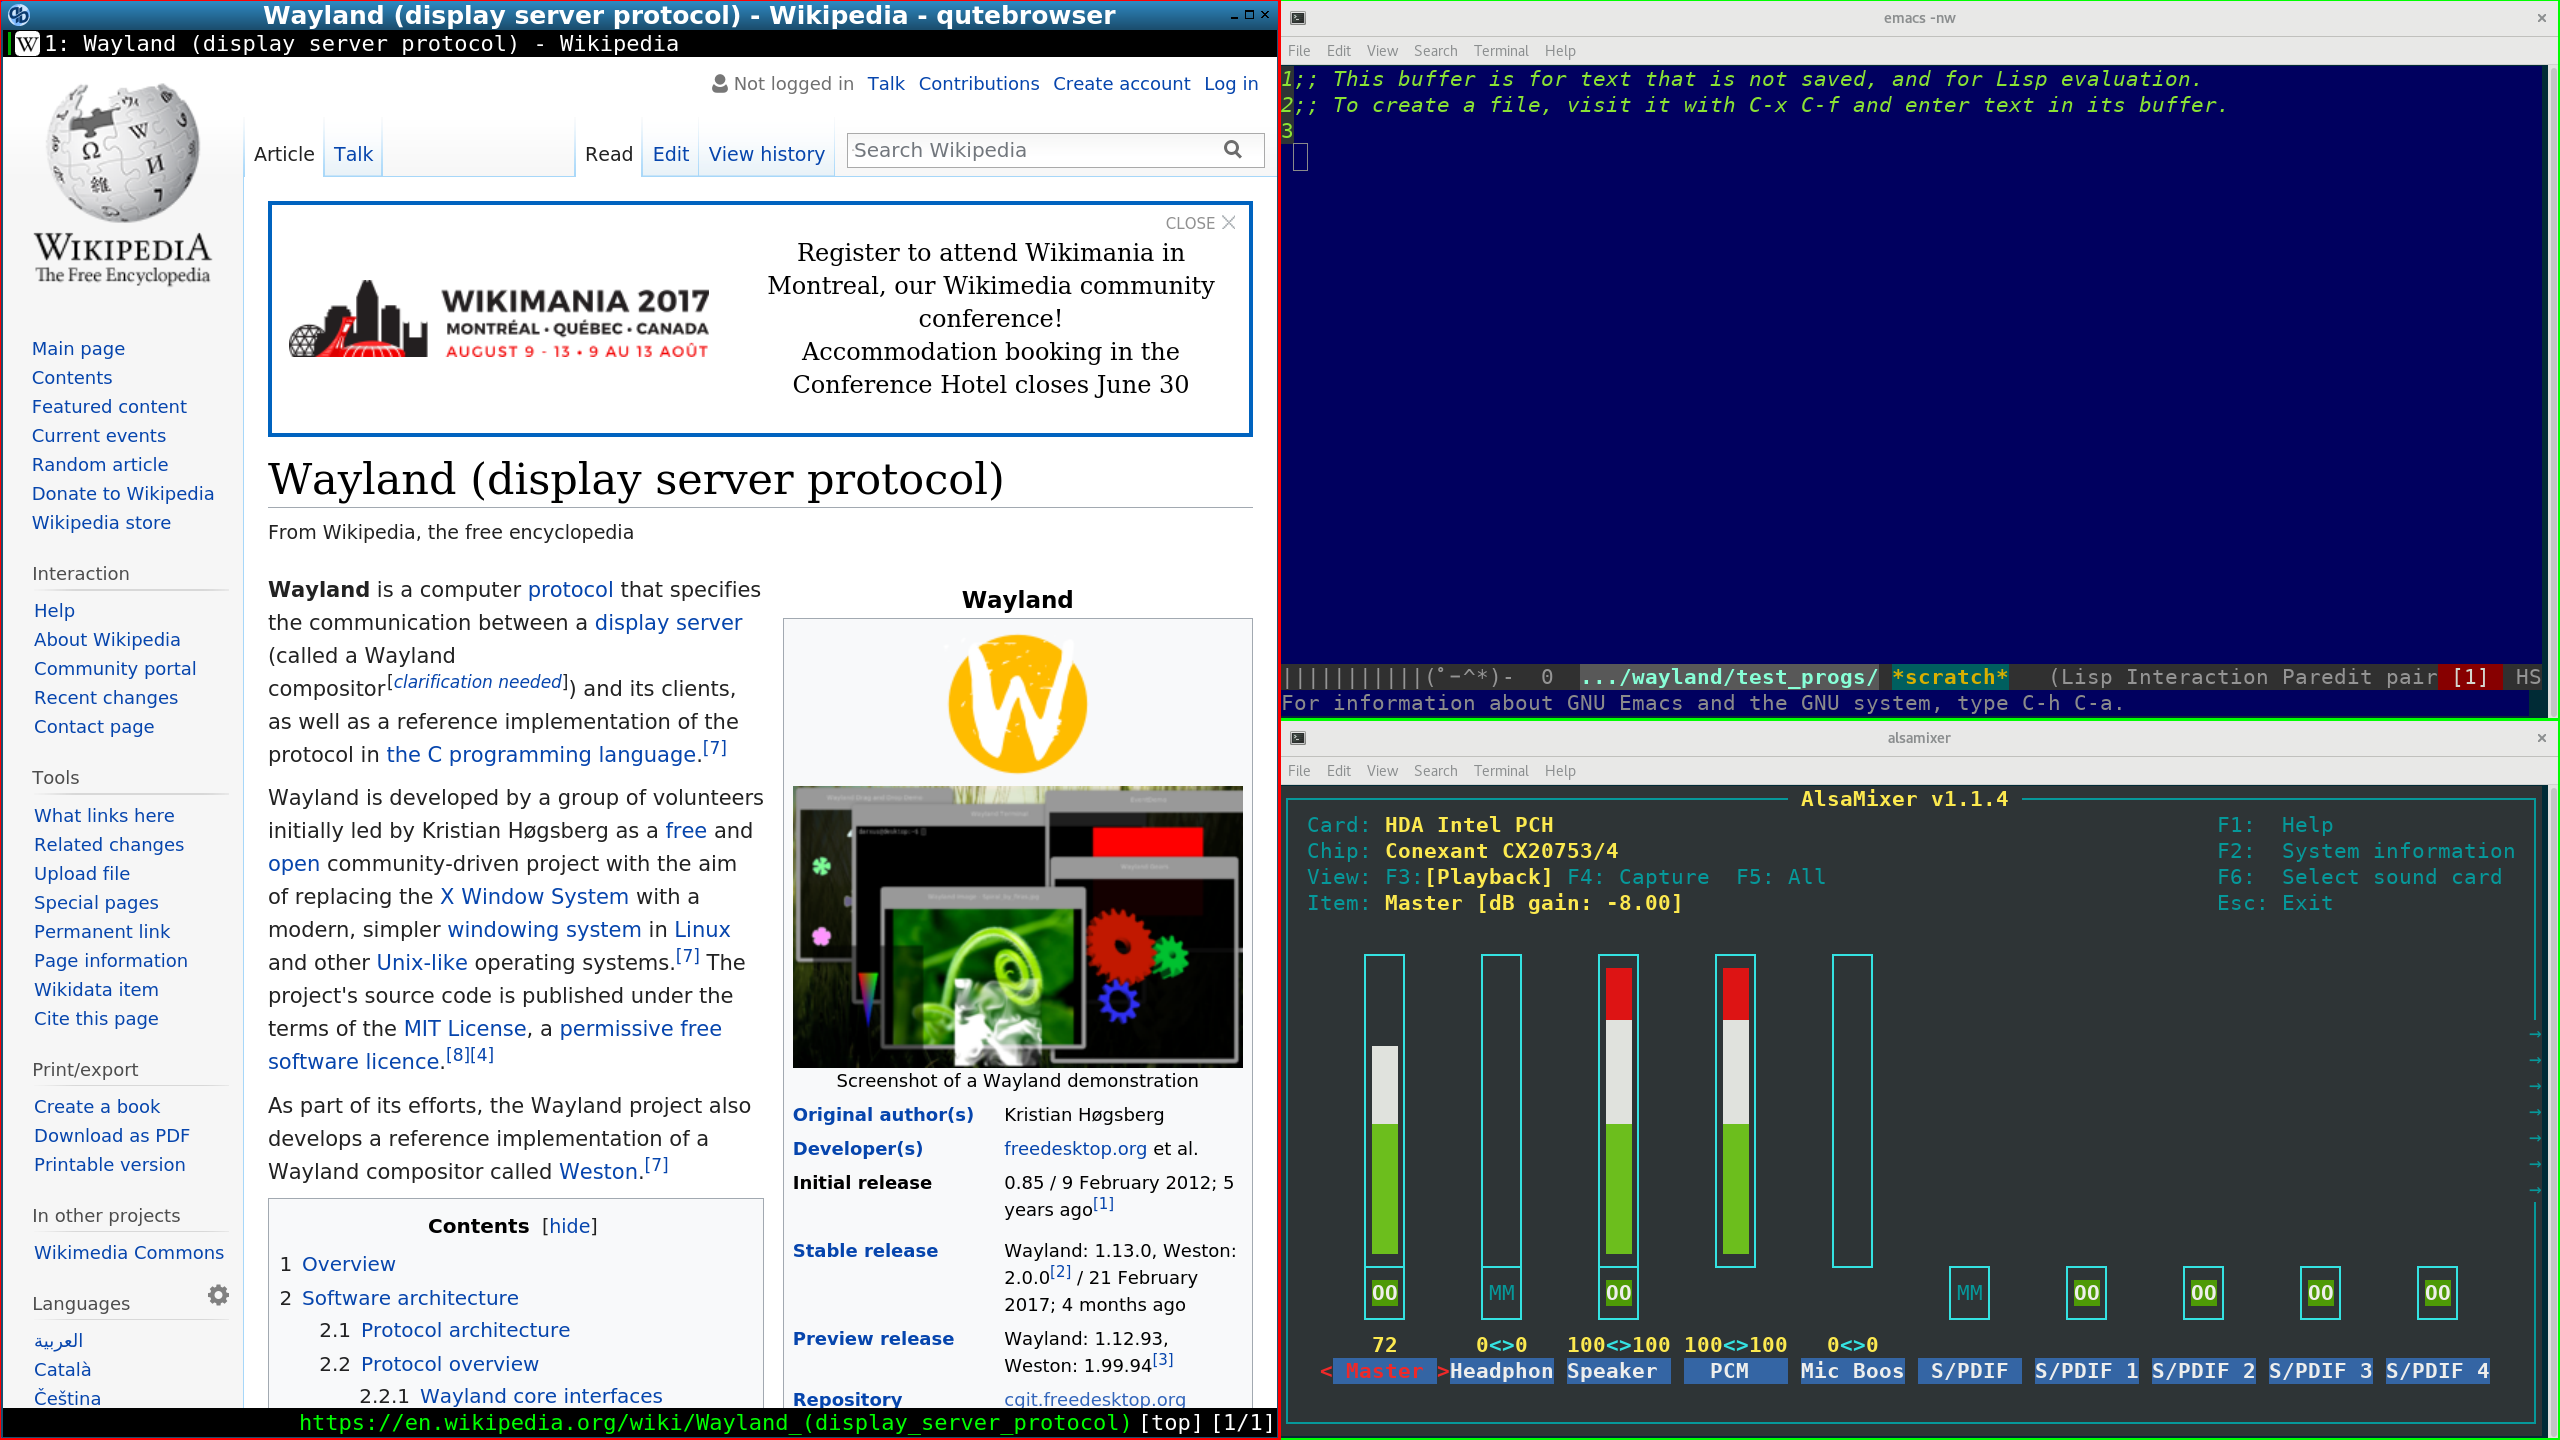 Wayland (display server protocol) - Wikipedia - qutebrowser
W 1: Wayland (display server protocol) - Wikipedia
Not logged in Talk Contributions Create account Log in
Article Talk Read Edit View history Search Wikipedia
WIKIPEDIA
The Free Encyclopedia
Main page
Contents
Featured content
Current events
Random article
Donate to Wikipedia
Wikipedia store
Interaction
Help
About Wikipedia
Community portal
Recent changes
Contact page
Tools
What links here
Related changes
Upload file
Special pages
Permanent link
Page information
Wikidata item
Cite this page
Print/export
Create a book
Download as PDF
Printable version
In other projects
Wikimedia Commons
Languages
العربية
Català
Čeština
CLOSE
WIKIMANIA 2017
MONTRÉAL • QUÉBEC • CANADA
AUGUST 9 - 13 • 9 AU 13 AOÛT
Register to attend Wikimania in
Montreal, our Wikimedia community
conference!
Accommodation booking in the
Conference Hotel closes June 30
Wayland (display server protocol)
From Wikipedia, the free encyclopedia
Wayland is a computer protocol that specifies
the communication between a display server
(called a Wayland
compositor[clarification needed]) and its clients,
as well as a reference implementation of the
protocol in the C programming language.[7]
Wayland is developed by a group of volunteers
initially led by Kristian Høgsberg as a free and
open community-driven project with the aim
of replacing the X Window System with a
modern, simpler windowing system in Linux
and other Unix-like operating systems.[7] The
project's source code is published under the
terms of the MIT License, a permissive free
software licence.[8][4]
As part of its efforts, the Wayland project also
develops a reference implementation of a
Wayland compositor called Weston.[7]
Contents [hide]
1 Overview
2 Software architecture
2.1 Protocol architecture
2.2 Protocol overview
2.2.1 Wayland core interfaces
Wayland
Screenshot of a Wayland demonstration
Original author(s) Kristian Høgsberg
Developer(s) freedesktop.org et al.
Initial release 0.85 / 9 February 2012; 5
years ago[1]
Stable release Wayland: 1.13.0, Weston:
2.0.0[2] / 21 February
2017; 4 months ago
Preview release Wayland: 1.12.93,
Weston: 1.99.94[3]
Repository cgit.freedesktop.org
https://en.wikipedia.org/wiki/Wayland_(display_server_protocol) [top] [1/1]
emacs -nw
File Edit View Search Terminal Help
1;; This buffer is for text that is not saved, and for Lisp evaluation.
2;; To create a file, visit it with C-x C-f and enter text in its buffer.
3
|||||||||||(ﾟ-^*)- 0 .../wayland/test_progs/ *scratch* (Lisp Interaction Paredit pair [1] HS
For information about GNU Emacs and the GNU system, type C-h C-a.
alsamixer
File Edit View Search Terminal Help
AlsaMixer v1.1.4
Card: HDA Intel PCH F1: Help
Chip: Conexant CX20753/4 F2: System information
View: F3:[Playback] F4: Capture F5: All F6: Select sound card
Item: Master [dB gain: -8.00] Esc: Exit
OO MM OO MM OO OO OO OO
72 0<>0 100<>100 100<>100 0<>0
< Master >Headphon Speaker PCM Mic Boos S/PDIF S/PDIF 1 S/PDIF 2 S/PDIF 3 S/PDIF 4